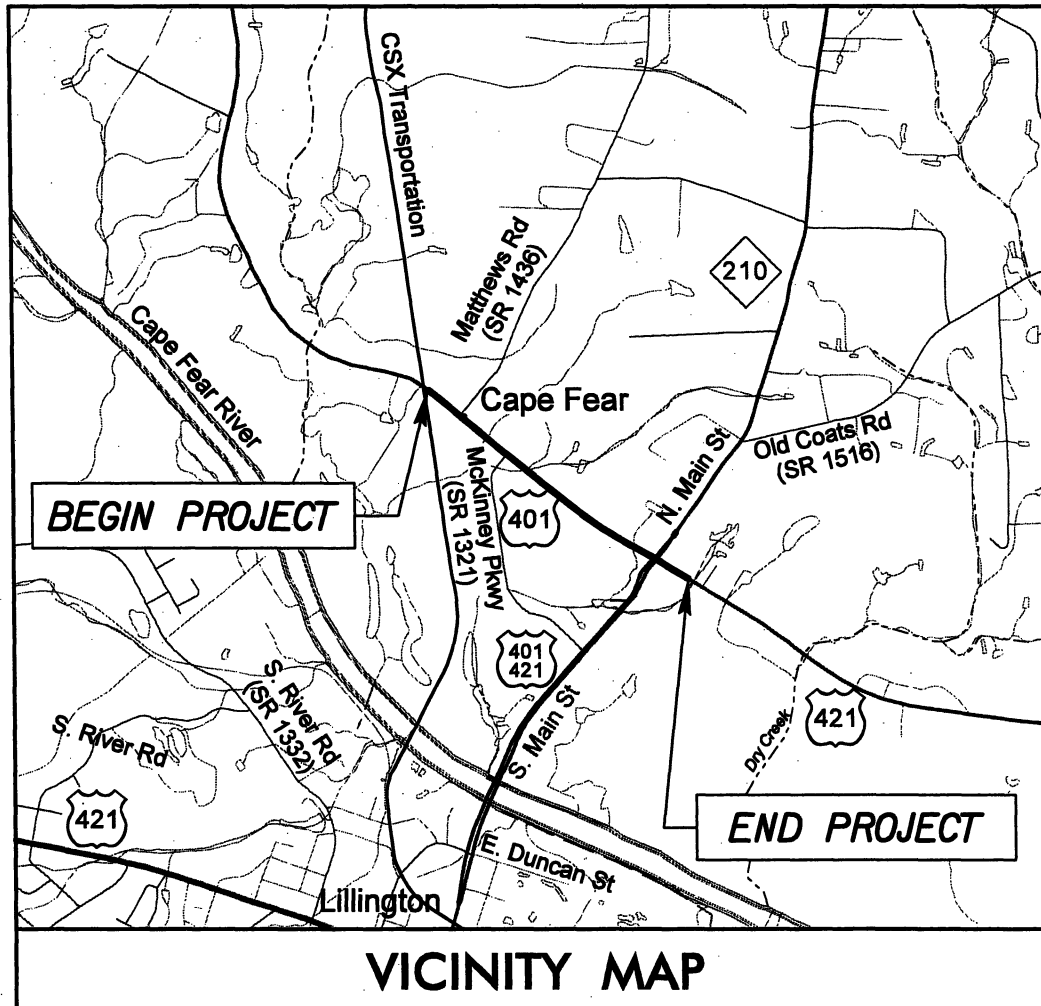 CSX Transportation
Matthews Rd
(SR 1436)
210
Cape Fear River
Cape Fear
N. Main St
Old Coats Rd
(SR 1516)
BEGIN PROJECT
McKinney Pkwy
(SR 1321)
401
401
421
S. River Rd
(SR 1332)
S. River Rd
S. Main St
421
Dry Creek
421
END PROJECT
E. Duncan St
Lillington
VICINITY MAP